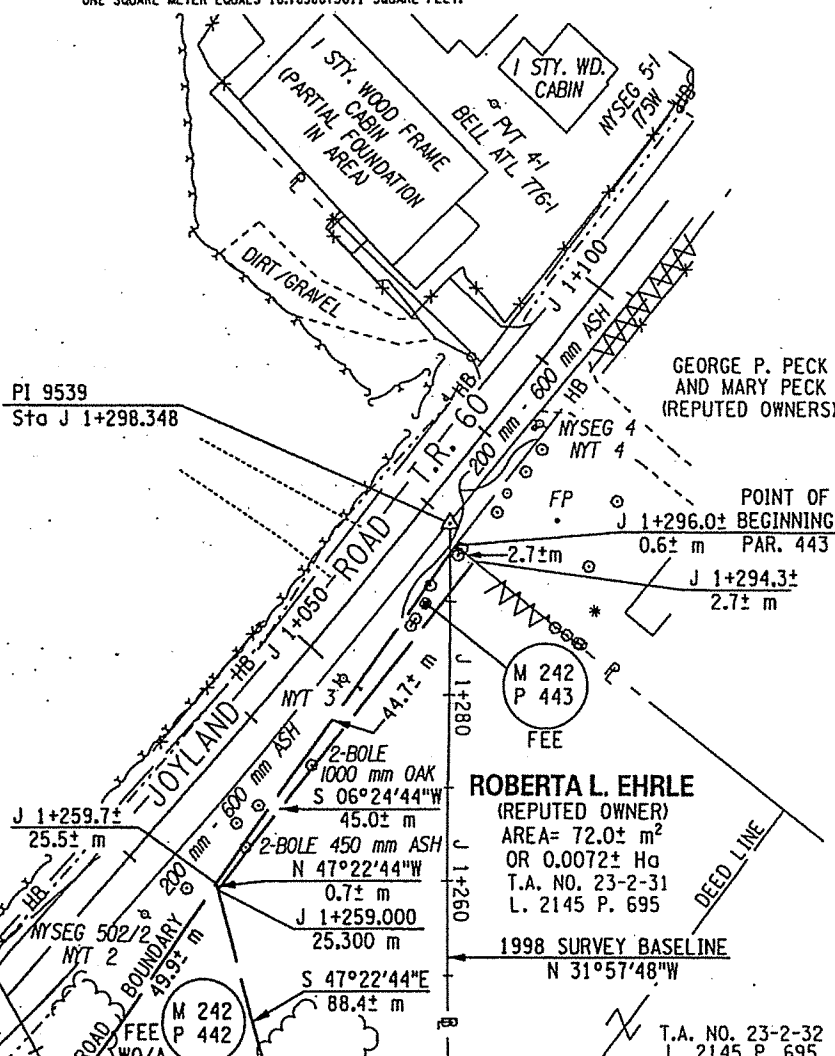 ONE SQUARE METER EQUALS 10.7639015011 SQUARE FEET.
1 STY. WD.
CABIN
NYSEG 5-1
175W
HB
1 STY. WOOD FRAME
CABIN
(PARTIAL FOUNDATION
IN AREA)
PVT 4-1
BELL ATL 776-1
PL
DIRT/GRAVEL
J 1+100
200 mm - 600 mm ASH
HB
HB
GEORGE P. PECK
AND MARY PECK
(REPUTED OWNERS)
PI 9539
Sta J 1+298.348
NYSEG 4
NYT 4
FP
POINT OF
BEGINNING
PAR. 443
J 1+296.0±
0.6± m
2.7±m
J 1+294.3±
2.7± m
JOYLAND ROAD T.R. 60
J 1+050
HB
M 242
P 443
FEE
PL
J 1+280
NYT 3
44.7± m
2-BOLE
1000 mm OAK
S 06°24'44"W
45.0± m
ROBERTA L. EHRLE
(REPUTED OWNER)
AREA= 72.0± m²
OR 0.0072± Ha
T.A. NO. 23-2-31
L. 2145 P. 695
J 1+259.7±
25.5± m
200 mm - 600 mm ASH
2-BOLE 450 mm ASH
N 47°22'44"W
0.7± m
J 1+260
DEED LINE
J 1+259.000
25.300 m
HB
NYSEG 502/2
NYT 2
ROAD BOUNDARY
49.9± m
1998 SURVEY BASELINE
N 31°57'48"W
S 47°22'44"E
88.4± m
BL
M 242
P 442
FEE
WO/A
T.A. NO. 23-2-32
L. 2145 P. 695